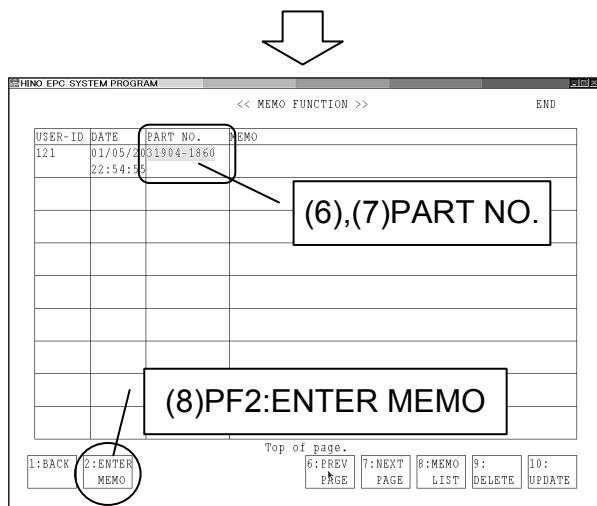 HINO EPC SYSTEM PROGRAM
<< MEMO FUNCTION >> END
USER-ID DATE PART NO. MEMO
121 01/05/20 31904-1860
22:54:55
(6),(7)PART NO.
(8)PF2:ENTER MEMO
Top of page.
1:BACK 2:ENTER 6:PREV 7:NEXT 8:MEMO 9: 10:
MEMO PAGE PAGE LIST DELETE UPDATE